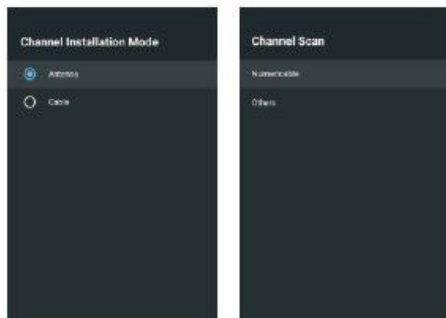 Channel Installation Mode
Antenna
Cable
Channel Scan
Numericable
Others